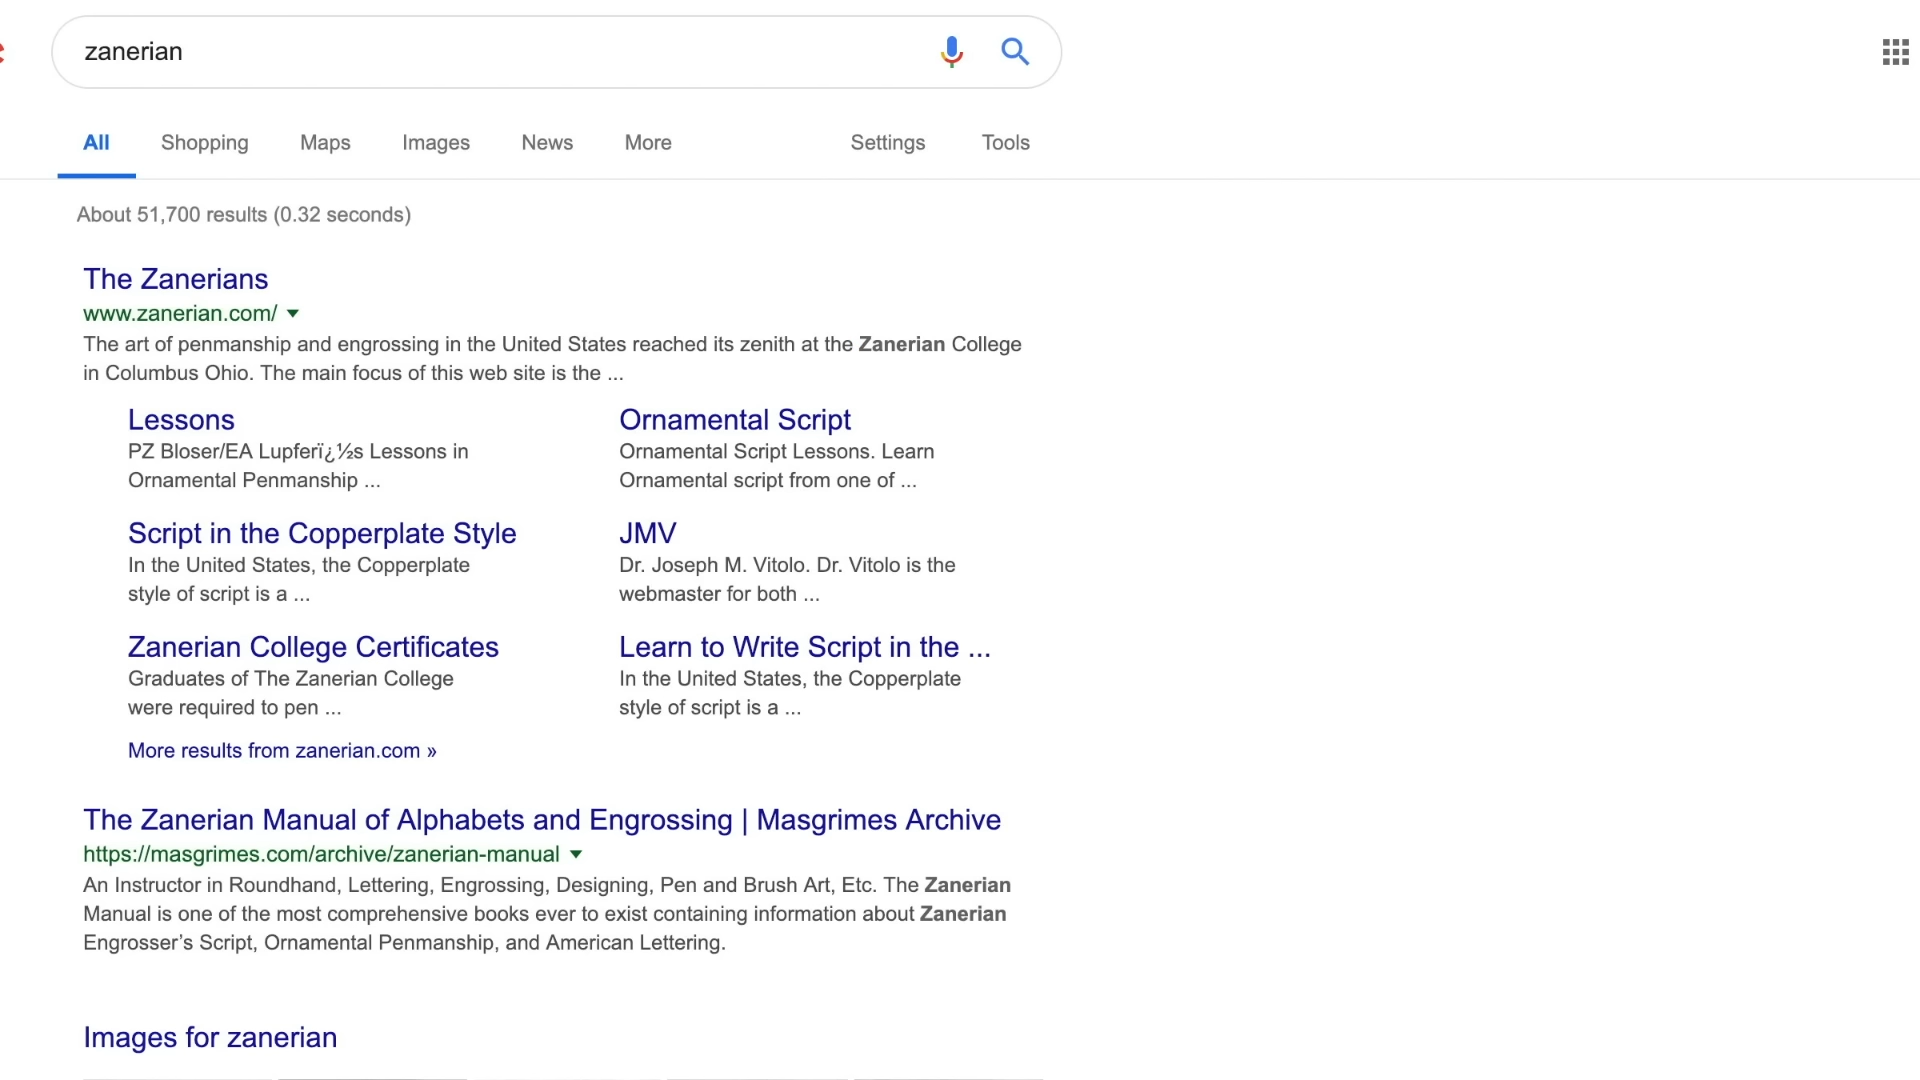 zanerian
All Shopping Maps Images News More Settings Tools
About 51,700 results (0.32 seconds)
The Zanerians
www.zanerian.com/
The art of penmanship and engrossing in the United States reached its zenith at the Zanerian College
in Columbus Ohio. The main focus of this web site is the ...
Lessons
PZ Bloser/EA Lupferï¿½s Lessons in
Ornamental Penmanship ...
Ornamental Script
Ornamental Script Lessons. Learn
Ornamental script from one of ...
Script in the Copperplate Style
In the United States, the Copperplate
style of script is a ...
JMV
Dr. Joseph M. Vitolo. Dr. Vitolo is the
webmaster for both ...
Zanerian College Certificates
Graduates of The Zanerian College
were required to pen ...
Learn to Write Script in the ...
In the United States, the Copperplate
style of script is a ...
More results from zanerian.com »
The Zanerian Manual of Alphabets and Engrossing | Masgrimes Archive
https://masgrimes.com/archive/zanerian-manual
An Instructor in Roundhand, Lettering, Engrossing, Designing, Pen and Brush Art, Etc. The Zanerian
Manual is one of the most comprehensive books ever to exist containing information about Zanerian
Engrosser’s Script, Ornamental Penmanship, and American Lettering.
Images for zanerian